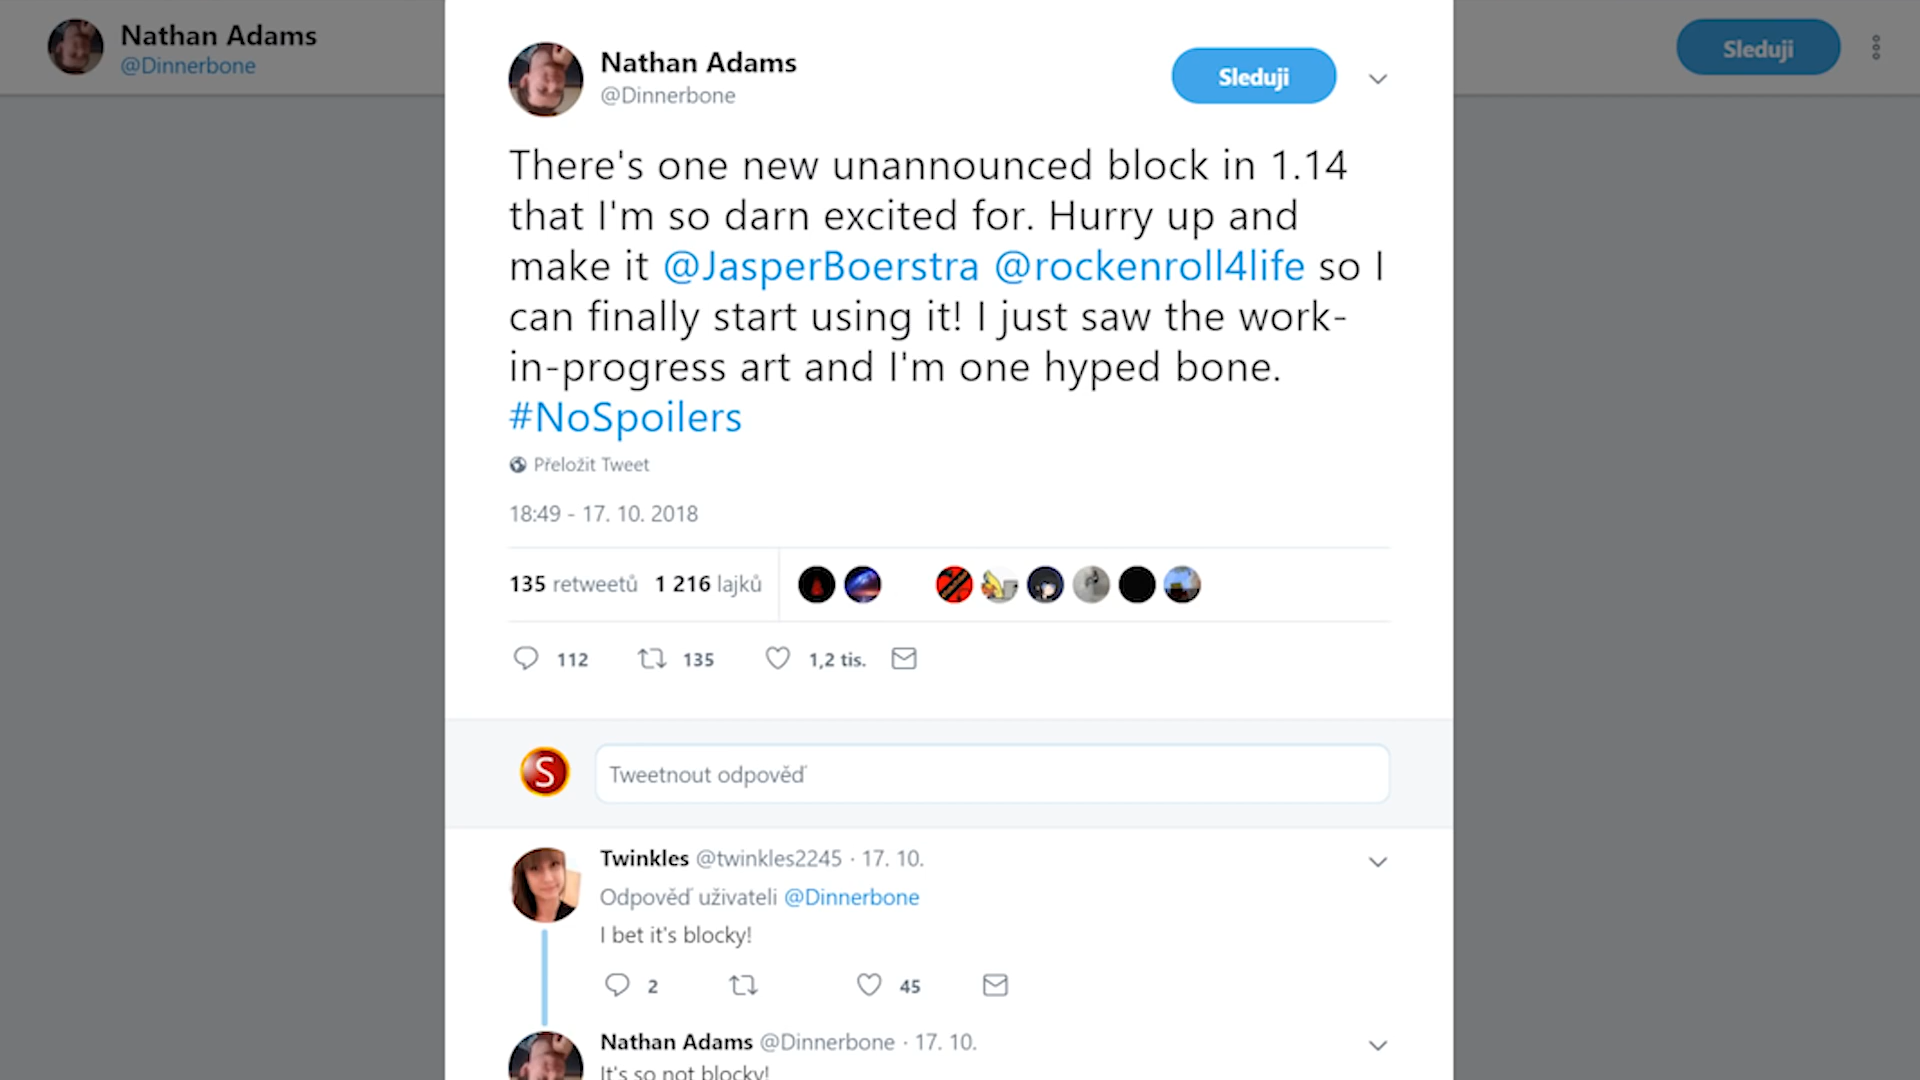 Nathan Adams
@Dinnerbone
Sleduji
Nathan Adams
@Dinnerbone
Sleduji
There's one new unannounced block in 1.14
that I'm so darn excited for. Hurry up and
make it @JasperBoerstra @rockenroll4life so I
can finally start using it! I just saw the work-
in-progress art and I'm one hyped bone.
#NoSpoilers
Přeložit Tweet
18:49 - 17. 10. 2018
135 retweetů 1 216 lajků
112 135 1,2 tis.
S
Tweetnout odpověď
Twinkles @twinkles2245 · 17. 10.
Odpověď uživateli @Dinnerbone
I bet it's blocky!
2 45
Nathan Adams @Dinnerbone · 17. 10.
It's so not blocky!